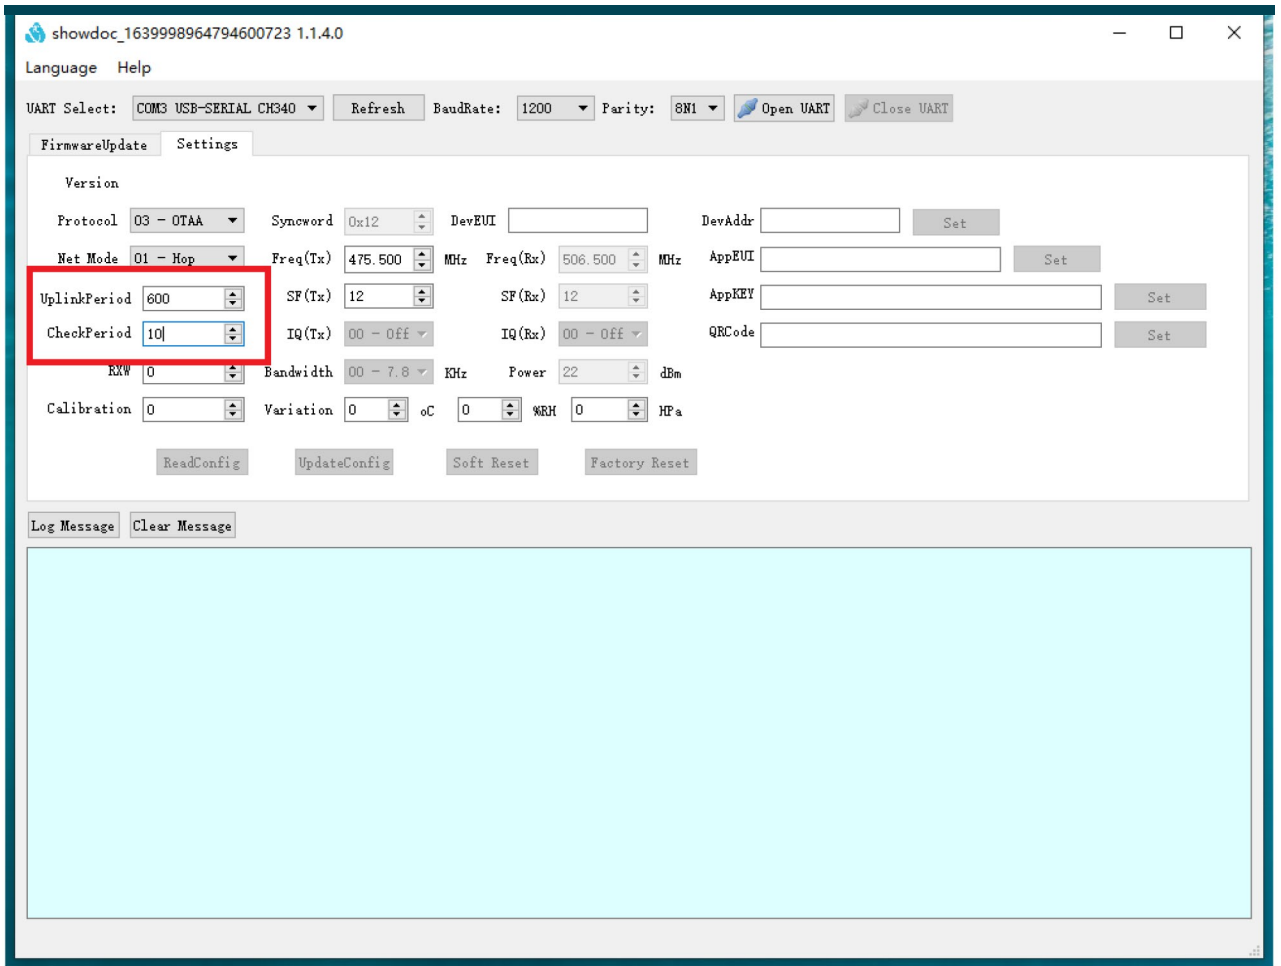 showdoc_1639998964794600723 1.1.4.0
Language Help
UART Select: COM3 USB-SERIAL CH340 Refresh BaudRate: 1200 Parity: 8N1 Open UART Close UART
FirmwareUpdate Settings
Version
Protocol 03 - OTAA Syncword 0x12 DevEUI DevAddr Set
Net Mode 01 - Hop Freq(Tx) 475.500 MHz Freq(Rx) 506.500 MHz AppEUI Set
UplinkPeriod 600 SF(Tx) 12 SF(Rx) 12 AppKEY Set
CheckPeriod 10 IQ(Tx) 00 - Off IQ(Rx) 00 - Off QRCode Set
RXW 0 Bandwidth 00 - 7.8 KHz Power 22 dBm
Calibration 0 Variation 0 oC 0 %RH 0 HPa
ReadConfig UpdateConfig Soft Reset Factory Reset
Log Message Clear Message